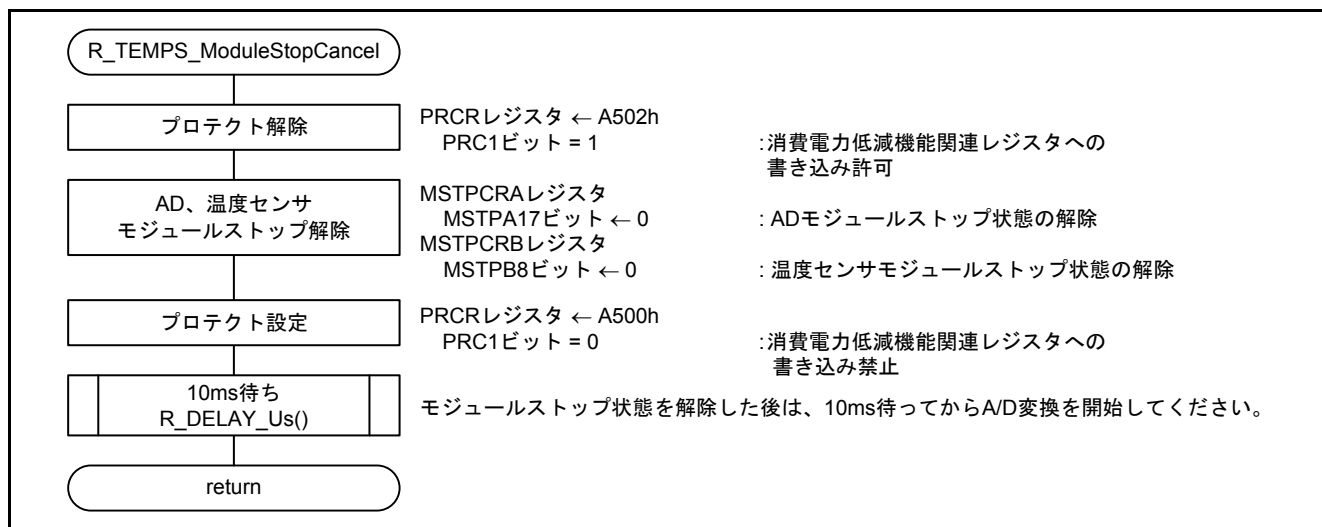 R_TEMPS_ModuleStopCancel
プロテクト解除
PRCRレジスタ ← A502h
PRC1ビット = 1 :消費電力低減機能関連レジスタへの
書き込み許可
AD、温度センサ
モジュールストップ解除
MSTPCRAレジスタ
MSTPA17ビット ← 0 : ADモジュールストップ状態の解除
MSTPCRBレジスタ
MSTPB8ビット ← 0 : 温度センサモジュールストップ状態の解除
プロテクト設定
PRCRレジスタ ← A500h
PRC1ビット = 0 :消費電力低減機能関連レジスタへの
書き込み禁止
10ms待ち
R_DELAY_Us()
モジュールストップ状態を解除した後は、10ms待ってからA/D変換を開始してください。
return